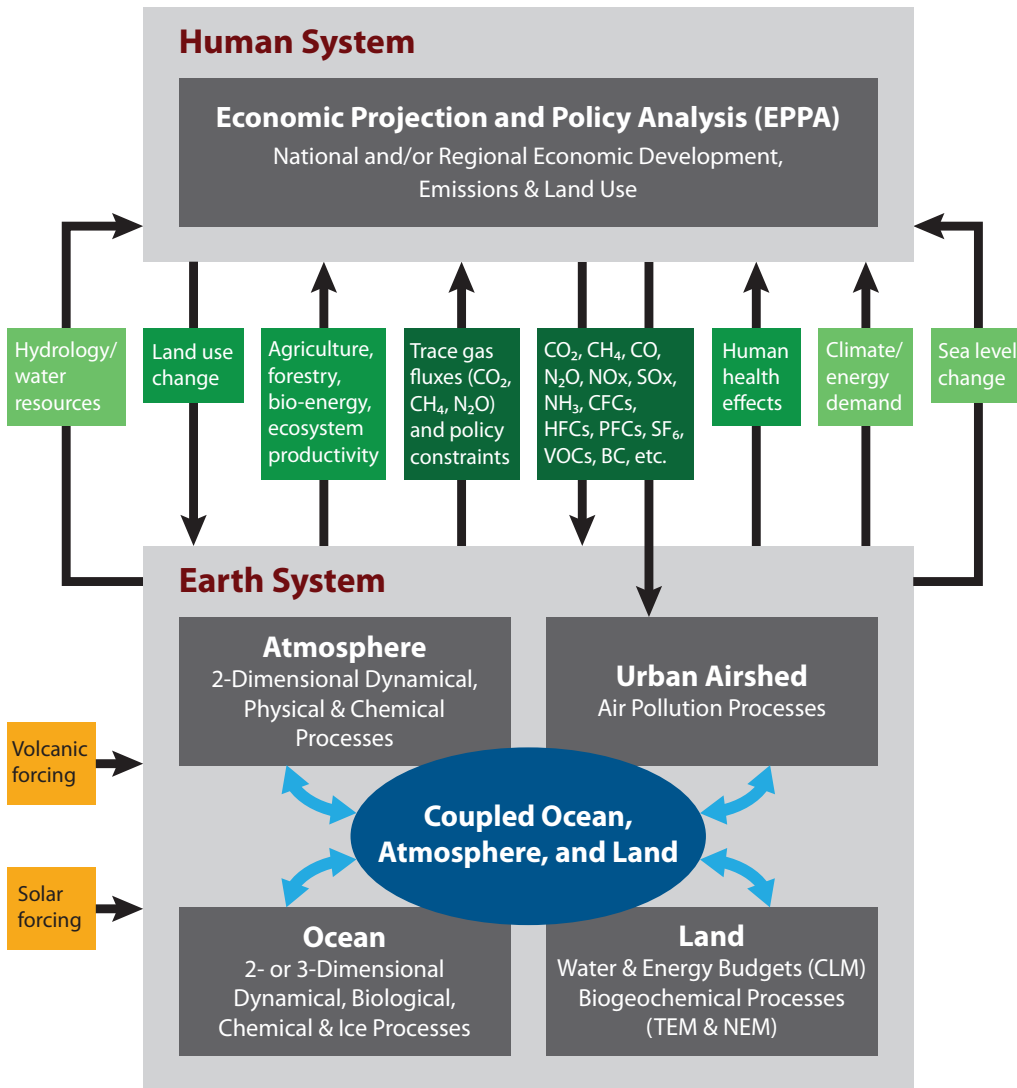 Human System
Economic Projection and Policy Analysis (EPPA)
National and/or Regional Economic Development,
Emissions & Land Use
Hydrology/
water
resources
Land use
change
Agriculture,
forestry,
bio-energy,
ecosystem
productivity
Trace gas
fluxes (CO₂,
CH₄, N₂O)
and policy
constraints
CO₂, CH₄, CO,
N₂O, NOx, SOx,
NH₃, CFCs,
HFCs, PFCs, SF₆,
VOCs, BC, etc.
Human
health
effects
Climate/
energy
demand
Sea level
change
Earth System
Atmosphere
2-Dimensional Dynamical,
Physical & Chemical
Processes
Urban Airshed
Air Pollution Processes
Volcanic
forcing
Coupled Ocean,
Atmosphere, and Land
Solar
forcing
Ocean
2- or 3-Dimensional
Dynamical, Biological,
Chemical & Ice Processes
Land
Water & Energy Budgets (CLM)
Biogeochemical Processes
(TEM & NEM)